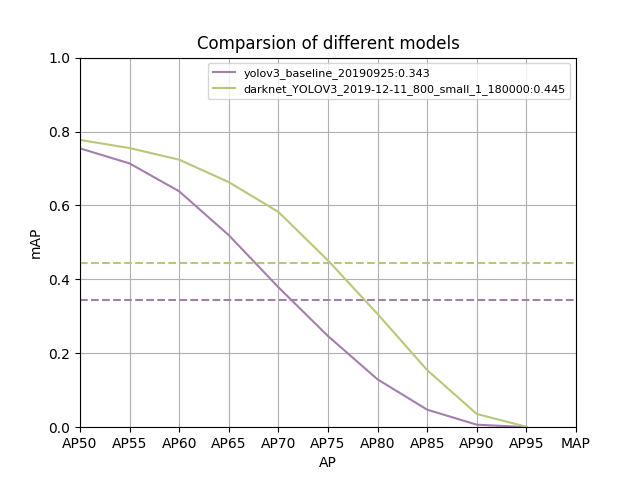 Comparsion of different models
yolov3_baseline_20190925:0.343
darknet_YOLOV3_2019-12-11_800_small_1_180000:0.445
1.0
0.8
0.6
0.4
0.2
0.0
mAP
AP50 AP55 AP60 AP65 AP70 AP75 AP80 AP85 AP90 AP95 MAP
AP